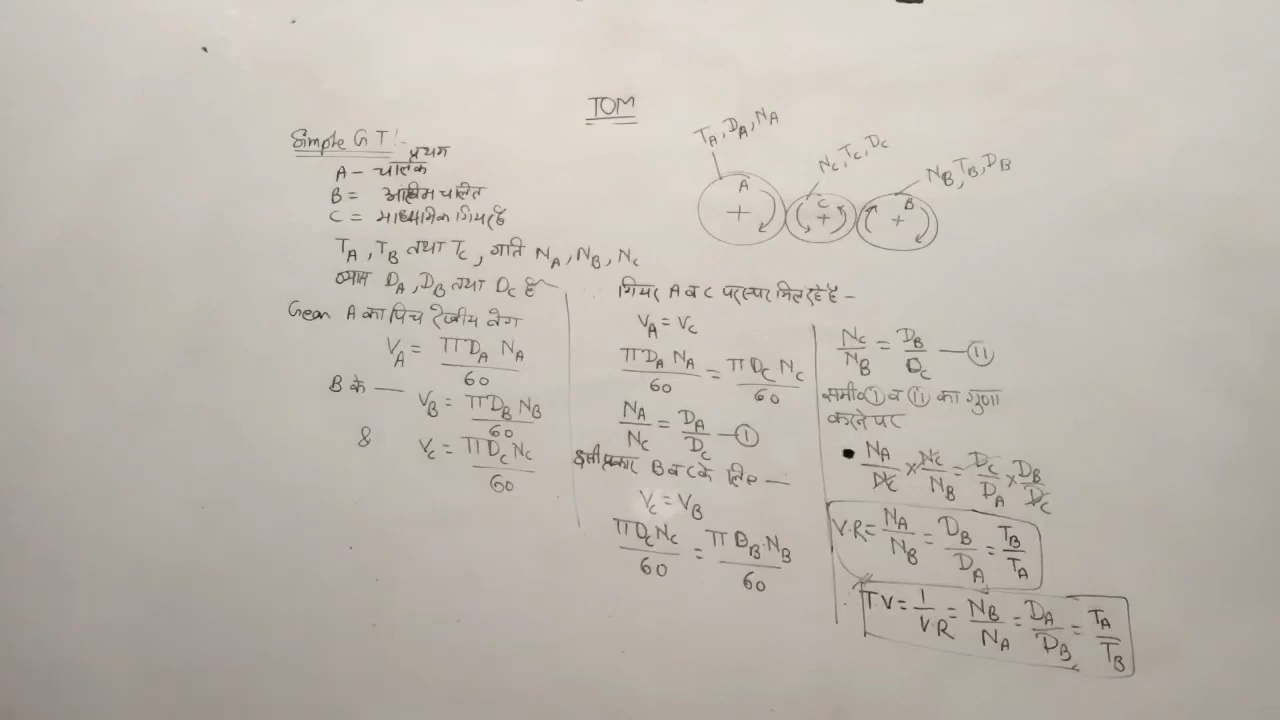 TOM
Simple G T!-
प्रथम
A - चालक
B = अंतिम चालित
C = माध्यमिक गियर है
T_A, T_B तथा T_C, गति N_A, N_B, N_C
व्यास D_A, D_B तथा D_C है
Gear A का पिच रेखीय वेग
V_A = πD_A N_A / 60
B के —
V_B = πD_B N_B / 60
& V_C = πD_C N_C / 60
T_A, D_A, N_A
N_C, T_C, D_C
N_B, T_B, D_B
A
C
B
गियर A व C परस्पर मिल रहे है -
V_A = V_C
πD_A N_A / 60 = πD_C N_C / 60
N_A / N_C = D_A / D_C — (I)
इसी प्रकार B व C के लिए —
V_C = V_B
πD_C N_C / 60 = πD_B·N_B / 60
N_C / N_B = D_B / D_C — (II)
समी० (I) व (II) का गुणा
करने पर
N_A / N_C × N_C / N_B = D_C / D_A × D_B / D_C
V.R = N_A / N_B = D_B / D_A = T_B / T_A
T V = 1 / V.R = N_B / N_A = D_A / D_B = T_A / T_B